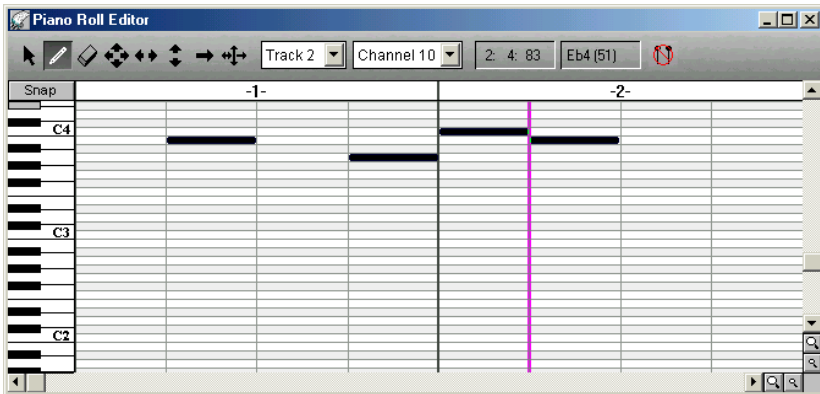 Piano Roll Editor
Track 2 Channel 10 2: 4: 83 Eb4 (51)
Snap -1- -2-
C4
C3
C2